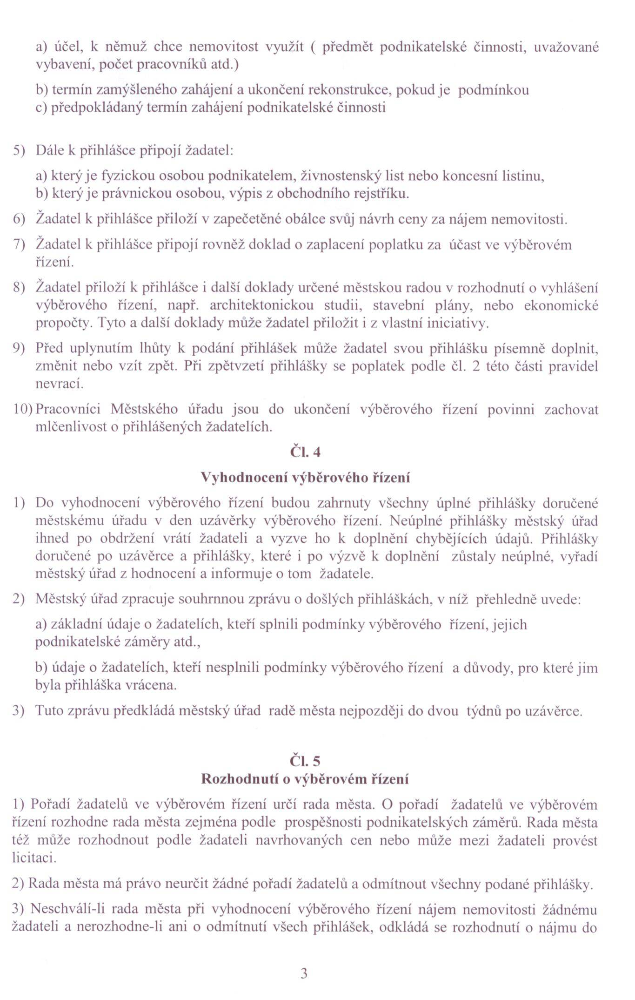 a) účel, k němuž chce nemovitost využít ( předmět podnikatelské činnosti, uvažované
vybavení, počet pracovníků atd.)
b) termín zamýšleného zahájení a ukončení rekonstrukce, pokud je podmínkou
c) předpokládaný termín zahájení podnikatelské činnosti
5) Dále k přihlášce připojí žadatel:
a) který je fyzickou osobou podnikatelem, živnostenský list nebo koncesní listinu,
b) který je právnickou osobou, výpis z obchodního rejstříku.
6) Žadatel k přihlášce přiloží v zapečetěné obálce svůj návrh ceny za nájem nemovitosti.
7) Žadatel k přihlášce připojí rovněž doklad o zaplacení poplatku za účast ve výběrovém
řízení.
8) Žadatel přiloží k přihlášce i další doklady určené městskou radou v rozhodnutí o vyhlášení
výběrového řízení, např. architektonickou studii, stavební plány, nebo ekonomické
propočty. Tyto a další doklady může žadatel přiložit i z vlastní iniciativy.
9) Před uplynutím lhůty k podání přihlášek může žadatel svou přihlášku písemně doplnit,
změnit nebo vzít zpět. Při zpětvzetí přihlášky se poplatek podle čl. 2 této části pravidel
nevrací.
10) Pracovníci Městského úřadu jsou do ukončení výběrového řízení povinni zachovat
mlčenlivost o přihlášených žadatelích.
Čl. 4
Vyhodnocení výběrového řízení
1) Do vyhodnocení výběrového řízení budou zahrnuty všechny úplné přihlášky doručené
městskému úřadu v den uzávěrky výběrového řízení. Neúplné přihlášky městský úřad
ihned po obdržení vrátí žadateli a vyzve ho k doplnění chybějících údajů. Přihlášky
doručené po uzávěrce a přihlášky, které i po výzvě k doplnění zůstaly neúplné, vyřadí
městský úřad z hodnocení a informuje o tom žadatele.
2) Městský úřad zpracuje souhrnnou zprávu o došlých přihláškách, v níž přehledně uvede:
a) základní údaje o žadatelích, kteří splnili podmínky výběrového řízení, jejich
podnikatelské záměry atd.,
b) údaje o žadatelích, kteří nesplnili podmínky výběrového řízení a důvody, pro které jim
byla přihláška vrácena.
3) Tuto zprávu předkládá městský úřad radě města nejpozději do dvou týdnů po uzávěrce.
Čl. 5
Rozhodnutí o výběrovém řízení
1) Pořadí žadatelů ve výběrovém řízení určí rada města. O pořadí žadatelů ve výběrovém
řízení rozhodne rada města zejména podle prospěšnosti podnikatelských záměrů. Rada města
též může rozhodnout podle žadateli navrhovaných cen nebo může mezi žadateli provést
licitaci.
2) Rada města má právo neurčit žádné pořadí žadatelů a odmítnout všechny podané přihlášky.
3) Neschválí-li rada města při vyhodnocení výběrového řízení nájem nemovitosti žádnému
žadateli a nerozhodne-li ani o odmítnutí všech přihlášek, odkládá se rozhodnutí o nájmu do
3